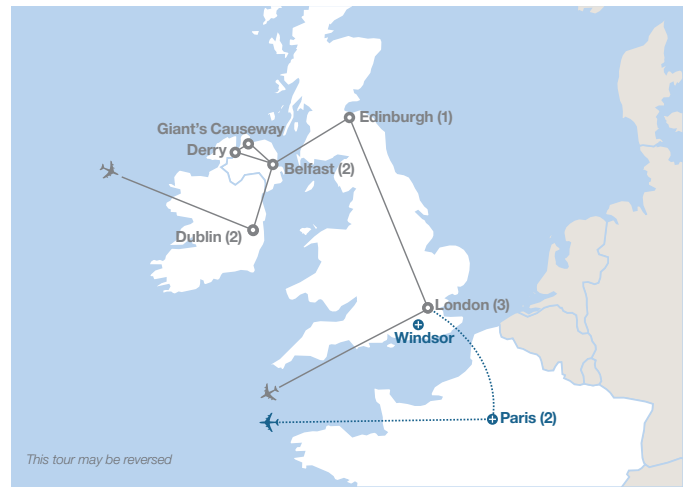 Edinburgh (1)
Giant's Causeway
Derry
Belfast (2)
Dublin (2)
London (3)
Windsor
Paris (2)
This tour may be reversed